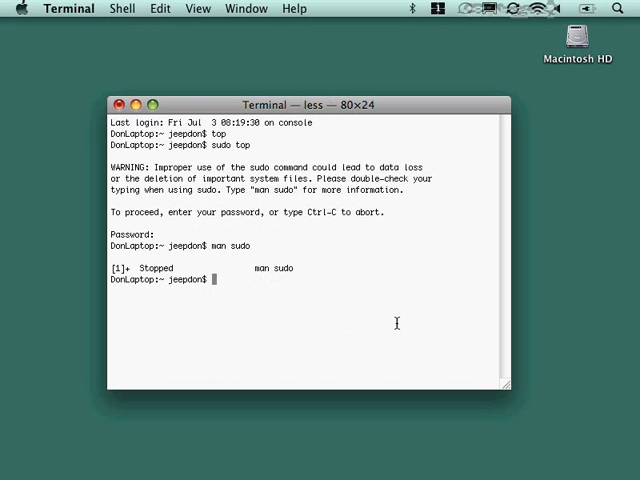 Terminal Shell Edit View Window Help
Macintosh HD
Terminal — less — 80×24
Last login: Fri Jul  3 08:19:30 on console
DonLaptop:~ jeepdon$ top
DonLaptop:~ jeepdon$ sudo top
WARNING: Improper use of the sudo command could lead to data loss
or the deletion of important system files. Please double-check your
typing when using sudo. Type "man sudo" for more information.
To proceed, enter your password, or type Ctrl-C to abort.
Password:
DonLaptop:~ jeepdon$ man sudo
[1]+  Stopped                 man sudo
DonLaptop:~ jeepdon$